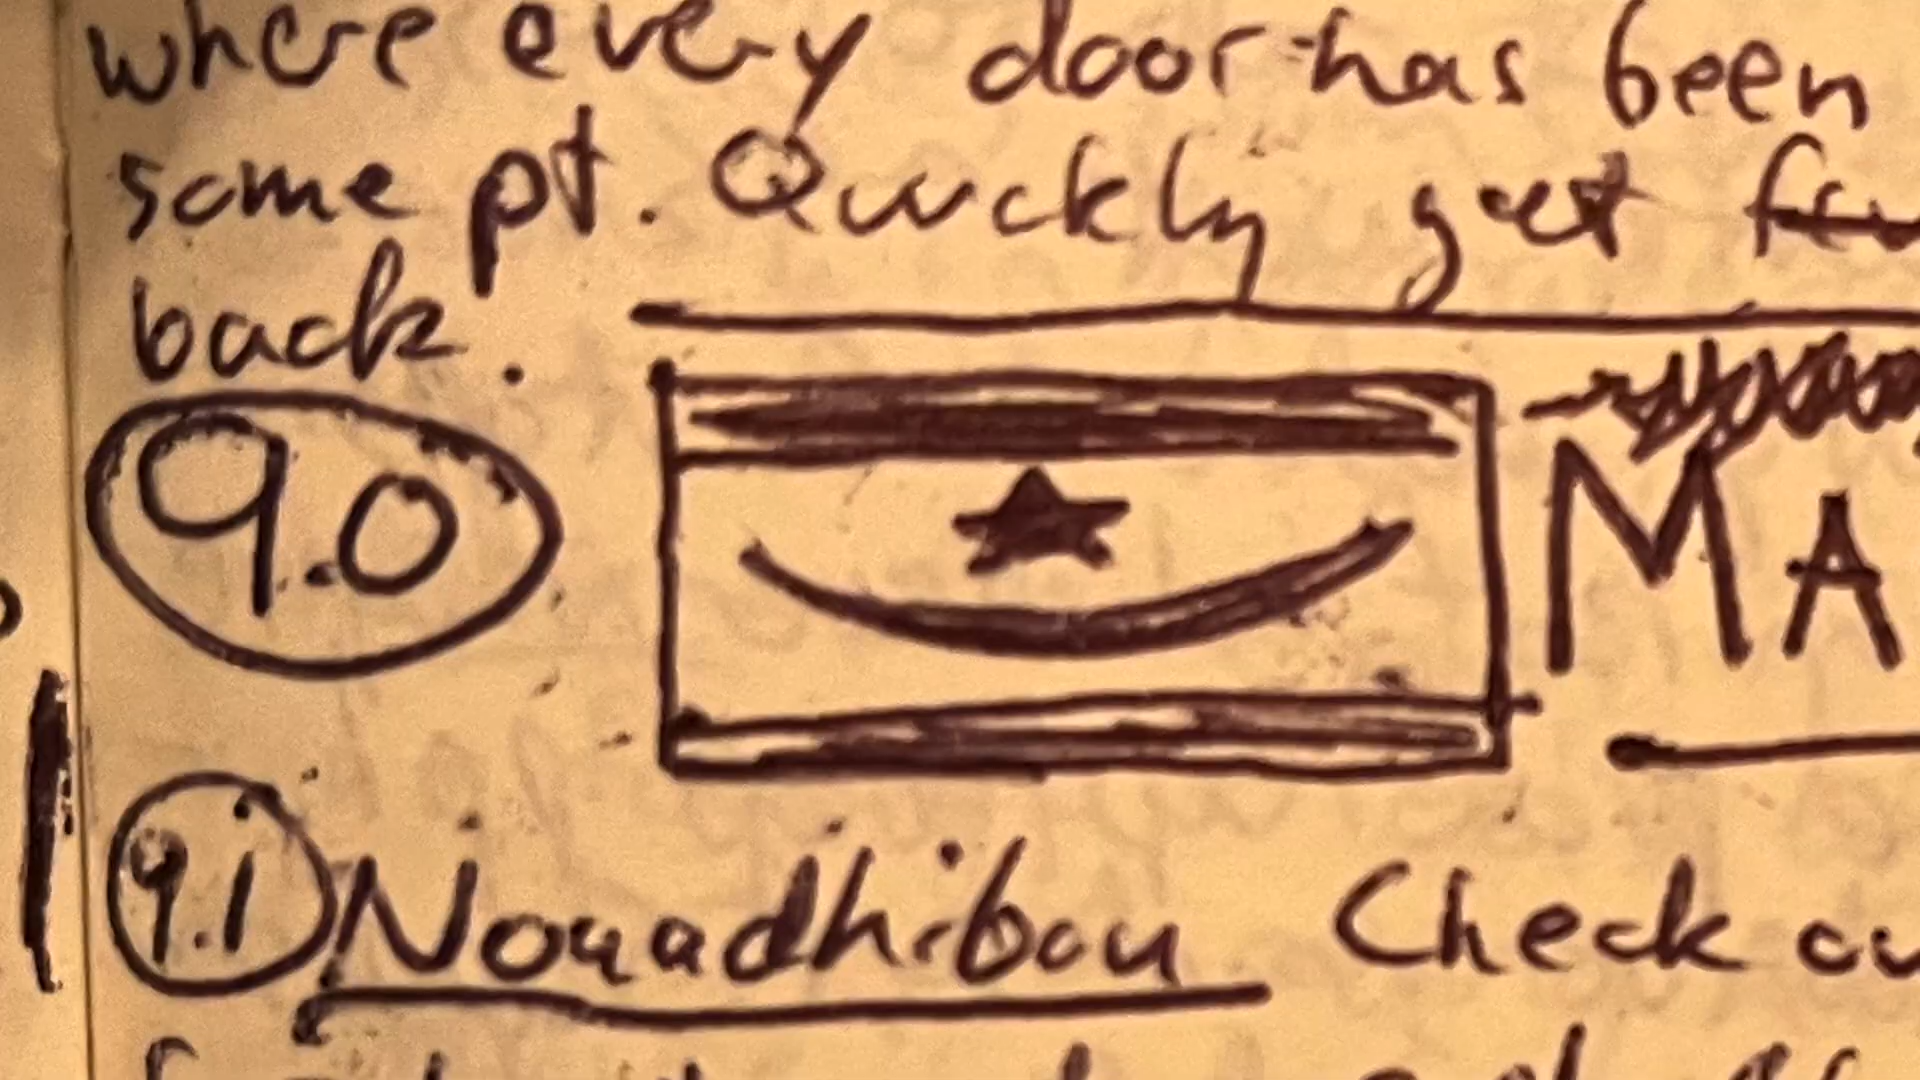 where every door has been
some pt. Quickly get
back.
9.0 MA
9.1 Nouadhibou Check